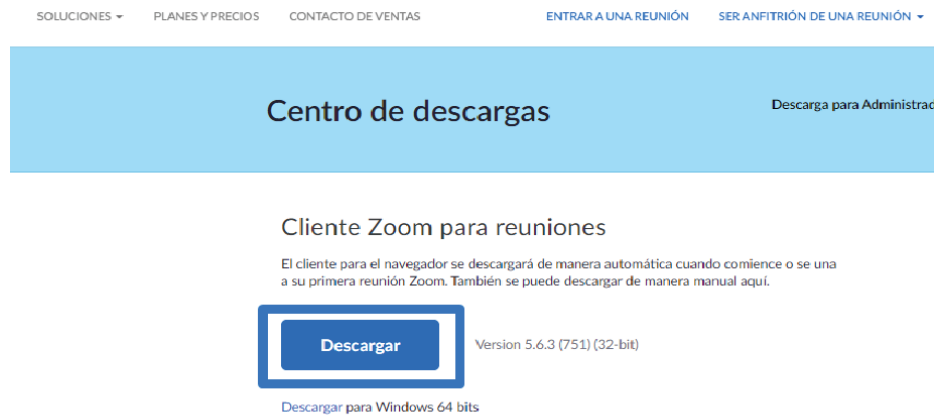 SOLUCIONES PLANES Y PRECIOS CONTACTO DE VENTAS ENTRAR A UNA REUNIÓN SER ANFITRIÓN DE UNA REUNIÓN
Centro de descargas
Descarga para Administrad
Cliente Zoom para reuniones
El cliente para el navegador se descargará de manera automática cuando comience o se una
a su primera reunión Zoom. También se puede descargar de manera manual aquí.
Descargar
Version 5.6.3 (751) (32-bit)
Descargar para Windows 64 bits